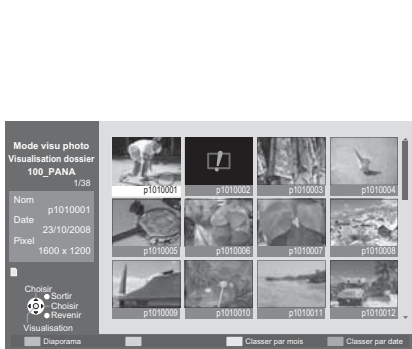 Mode visu photo
Visualisation dossier
100_PANA
1/38
Nom
p1010001
Date
23/10/2008
Pixel
1600 x 1200
Choisir
Sortir
Choisir
Revenir
Visualisation
p1010001 p1010002 p1010003 p1010004
p1010005 p1010006 p1010007 p1010008
p1010009 p1010010 p1010011 p1010012
Diaporama Classer par mois Classer par date